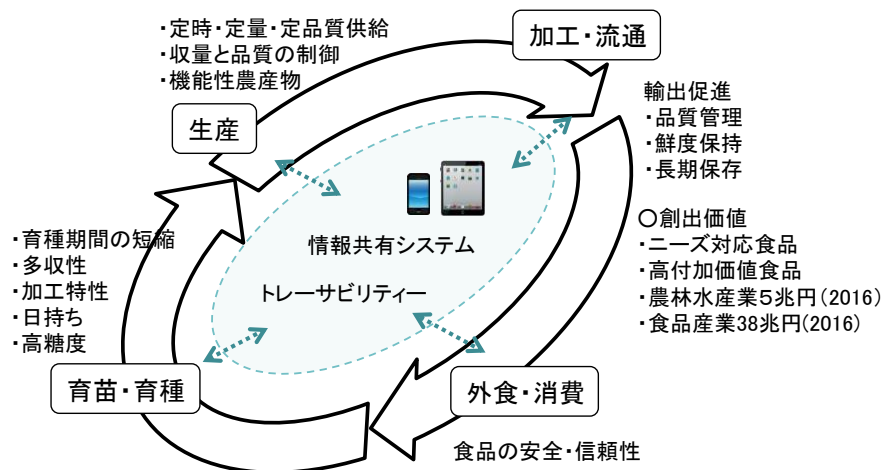 ・定時・定量・定品質供給
・収量と品質の制御
・機能性農産物
加工・流通
生産
輸出促進
・品質管理
・鮮度保持
・長期保存
〇創出価値
・ニーズ対応食品
・高付加価値食品
・農林水産業5兆円(2016)
・食品産業38兆円(2016)
情報共有システム
トレーサビリティー
・育種期間の短縮
・多収性
・加工特性
・日持ち
・高糖度
育苗・育種
外食・消費
食品の安全・信頼性